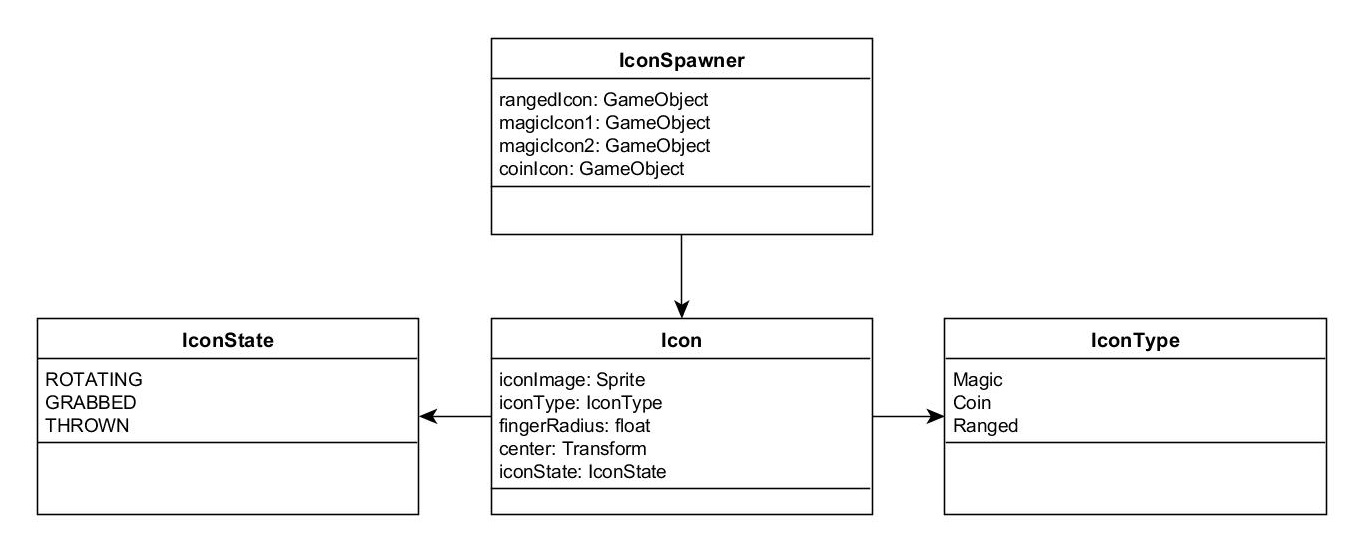 IconSpawner
rangedIcon: GameObject
magicIcon1: GameObject
magicIcon2: GameObject
coinIcon: GameObject
IconState
ROTATING
GRABBED
THROWN
Icon
iconImage: Sprite
iconType: IconType
fingerRadius: float
center: Transform
iconState: IconState
IconType
Magic
Coin
Ranged